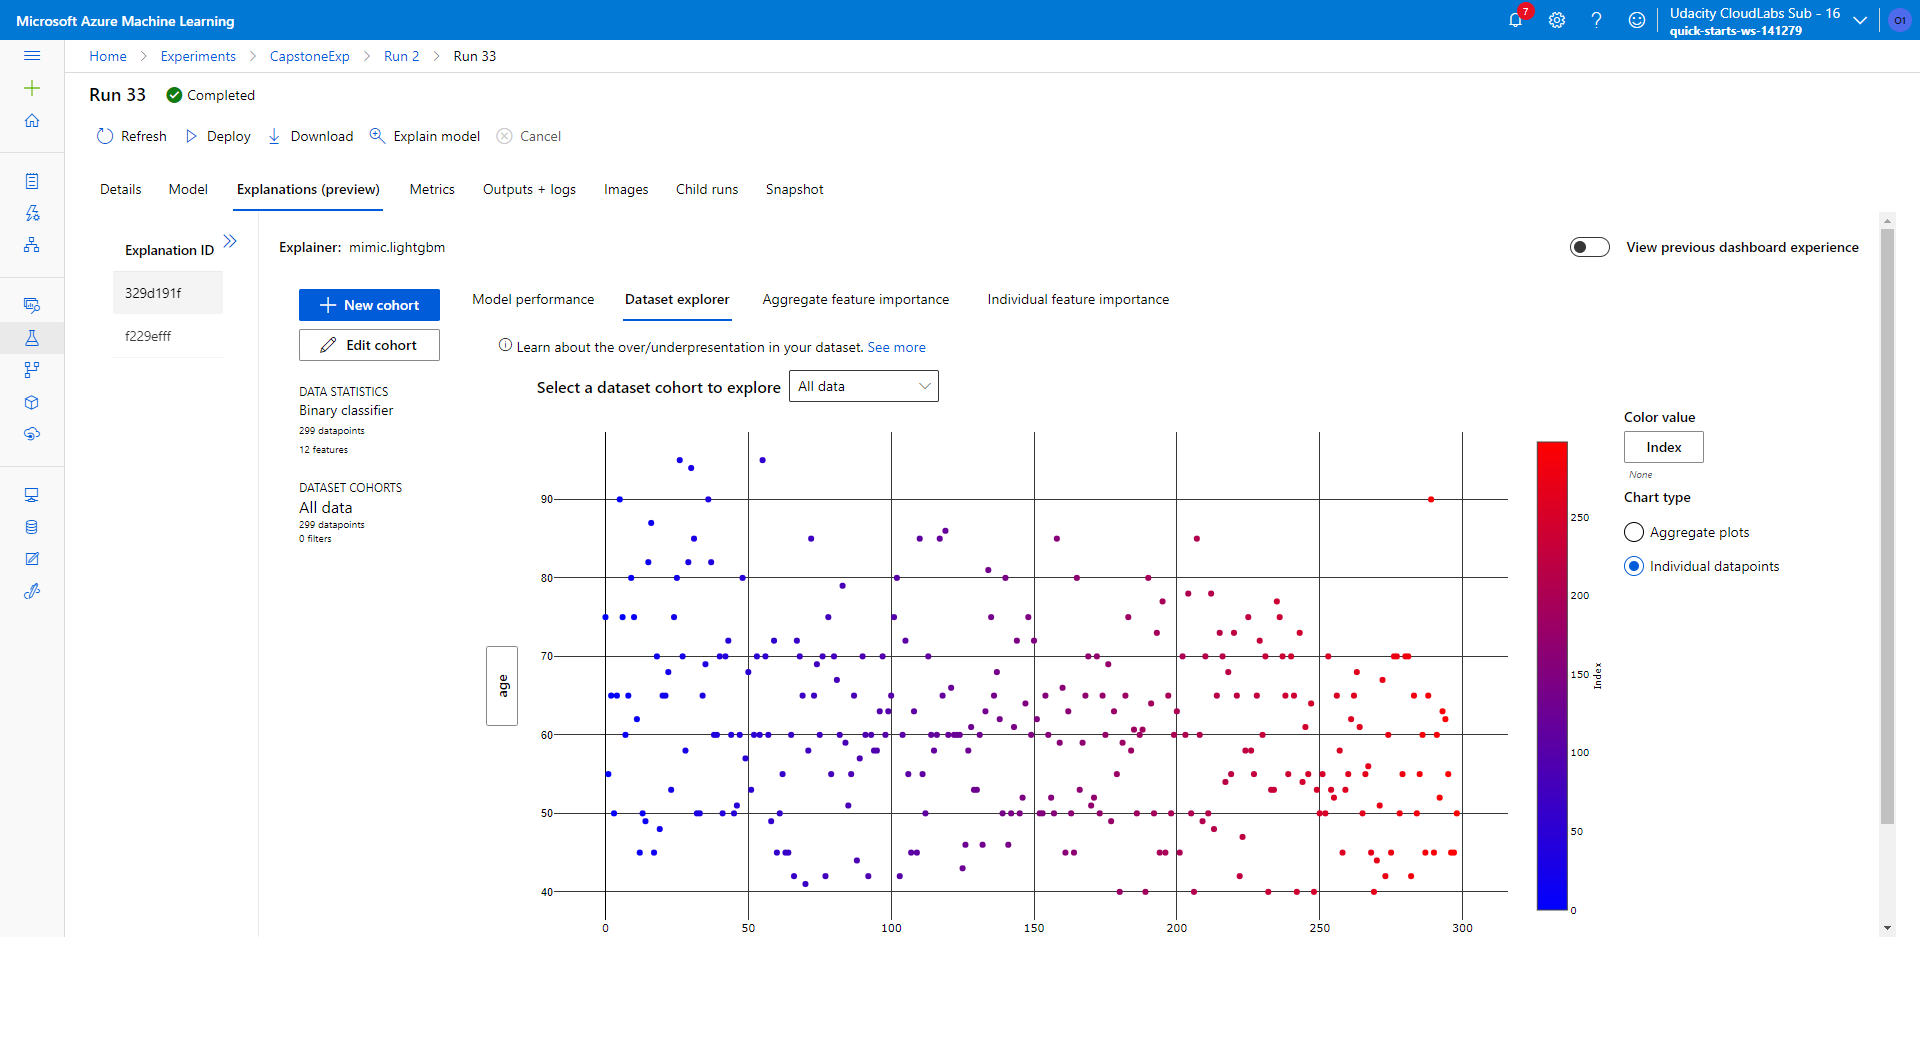 Microsoft Azure Machine Learning
7
Udacity CloudLabs Sub - 16
quick-starts-ws-141279
O1
Home > Experiments > CapstoneExp > Run 2 > Run 33
Run 33 Completed
Refresh Deploy Download Explain model Cancel
Details Model Explanations (preview) Metrics Outputs + logs Images Child runs Snapshot
Explanation ID
329d191f
f229efff
Explainer: mimic.lightgbm
View previous dashboard experience
New cohort
Edit cohort
DATA STATISTICS
Binary classifier
299 datapoints
12 features
DATASET COHORTS
All data
299 datapoints
0 filters
Model performance Dataset explorer Aggregate feature importance Individual feature importance
Learn about the over/underpresentation in your dataset. See more
Select a dataset cohort to explore All data
age
90
80
70
60
50
40
0 50 100 150 200 250 300
250
200
150
100
50
0
Index
Color value
Index
None
Chart type
Aggregate plots
Individual datapoints